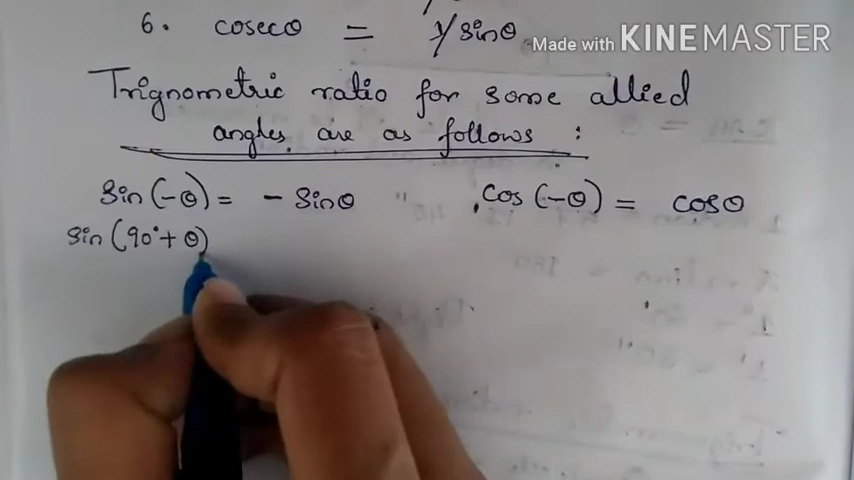 6. cosecθ = 1/sinθ
Made with KINEMASTER
Trignometric ratio for some allied
angles are as follows :
Sin (-θ) = - Sinθ cos (-θ) = cosθ
Sin (90° + θ)